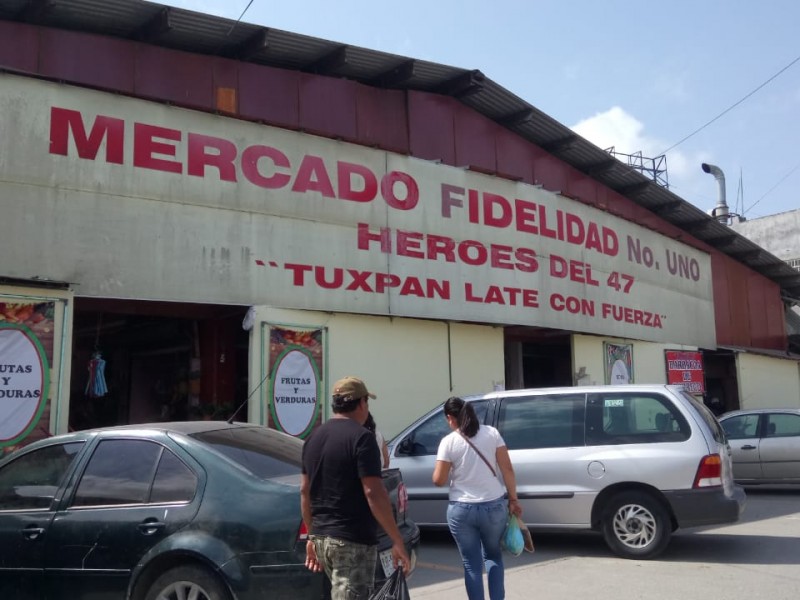 MERCADO FIDELIDAD No. UNO
HEROES DEL 47
``TUXPAN LATE CON FUERZA¨
FRUTAS
Y
VERDURAS
FRUTAS
Y
VERDURAS